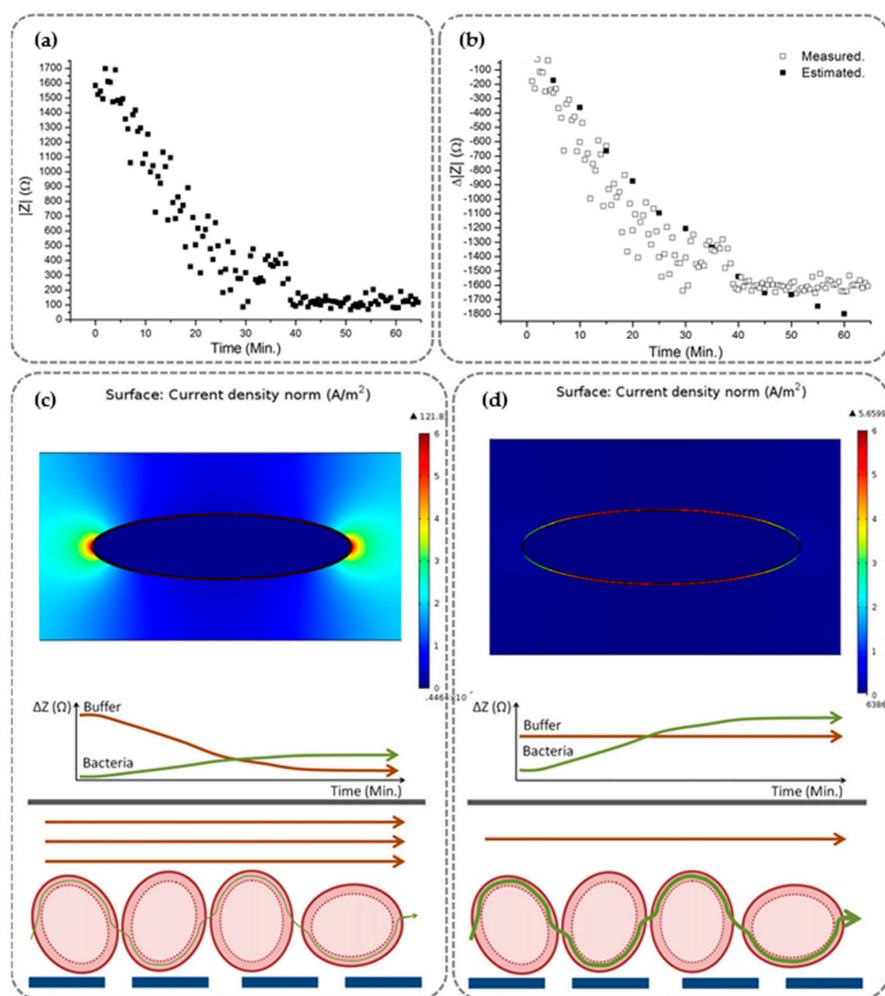 (a)
1700
1600
1500
1400
1300
1200
1100
1000
900
800
700
600
500
400
300
200
100
0
|Z| (Ω)
0 10 20 30 40 50 60
Time (Min.)
(b)
Measured.
Estimated.
-100
-200
-300
-400
-500
-600
-700
-800
-900
-1000
-1100
-1200
-1300
-1400
-1500
-1600
-1700
-1800
Δ|Z| (Ω)
0 10 20 30 40 50 60
Time (Min.)
(c)
Surface: Current density norm (A/m²)
▲ 121.8
6
5
4
3
2
1
0
ΔZ (Ω)
Buffer
Bacteria
Time (Min.)
(d)
Surface: Current density norm (A/m²)
▲ 5.6599
6
5
4
3
2
1
0
6386
ΔZ (Ω)
Buffer
Bacteria
Time (Min.)